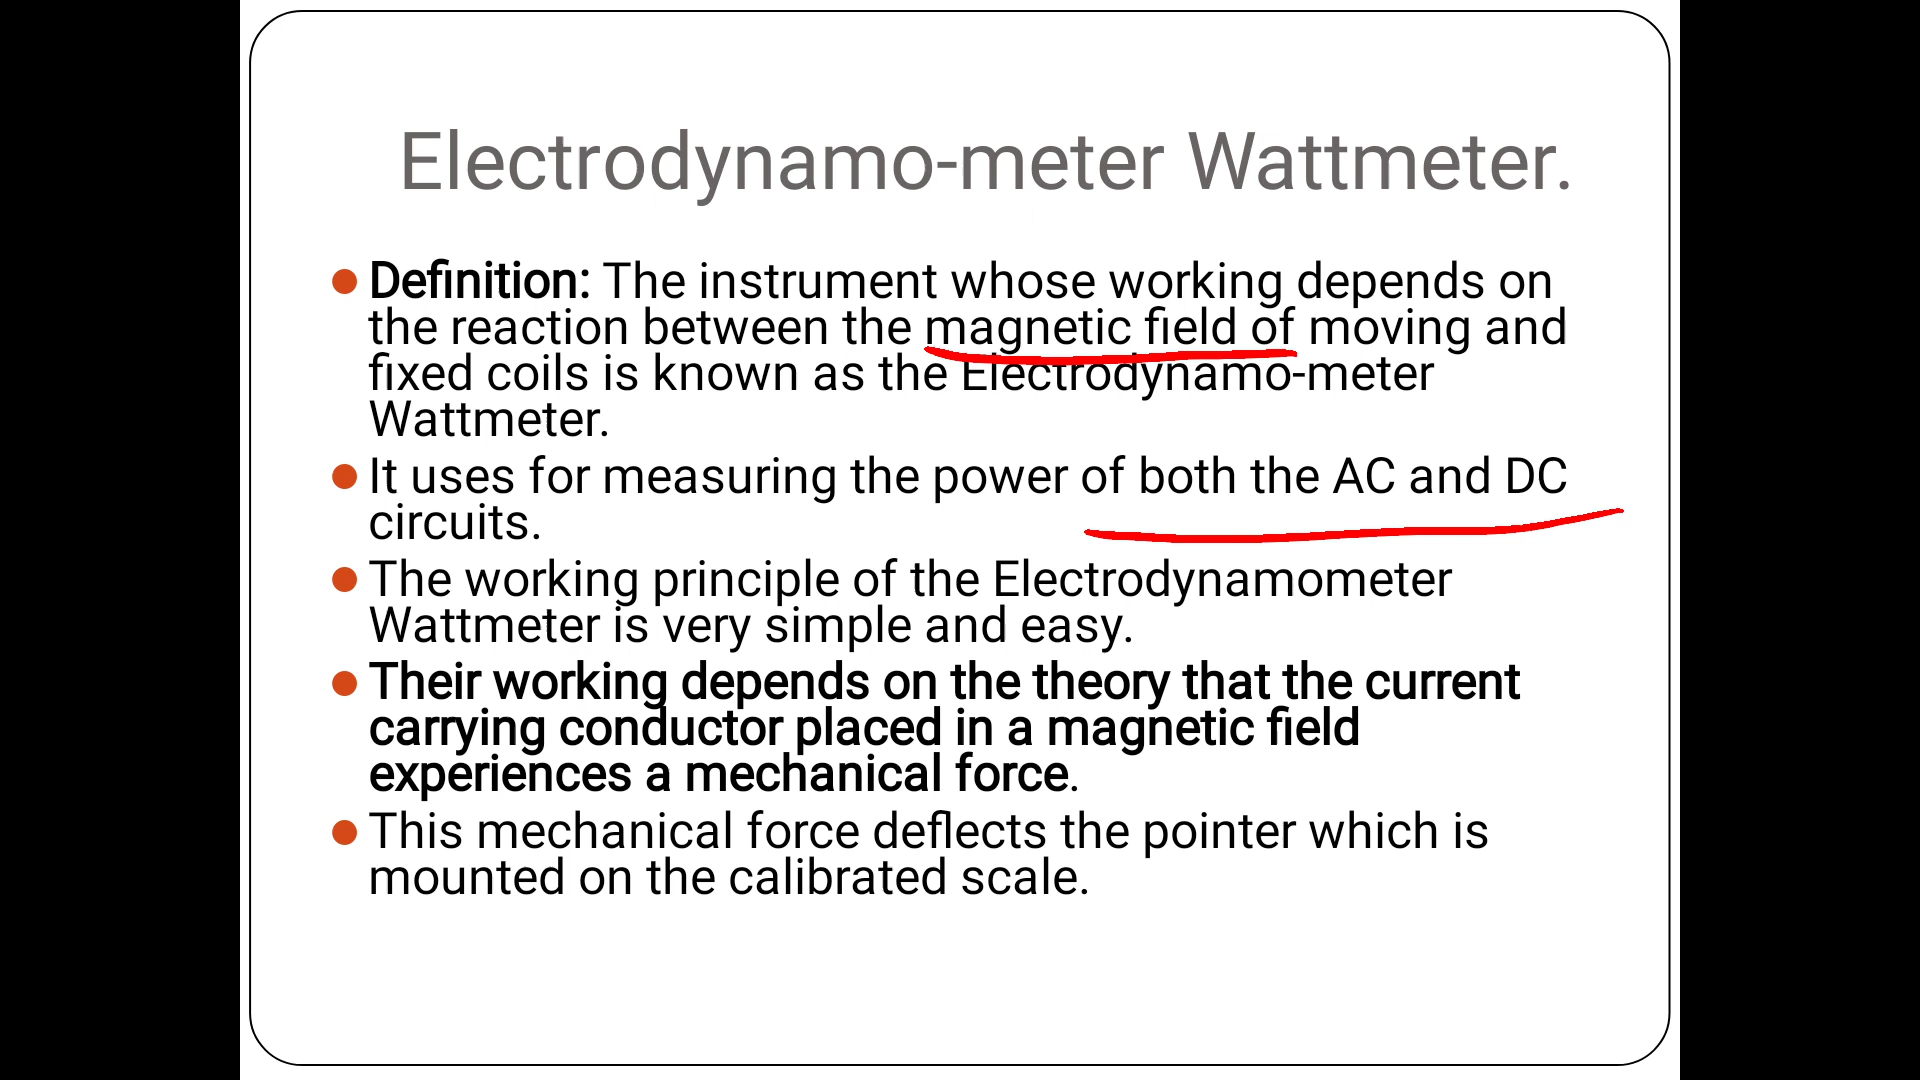 Electrodynamo-meter Wattmeter.
Definition: The instrument whose working depends on
the reaction between the magnetic field of moving and
fixed coils is known as the Electrodynamo-meter
Wattmeter.
It uses for measuring the power of both the AC and DC
circuits.
The working principle of the Electrodynamometer
Wattmeter is very simple and easy.
Their working depends on the theory that the current
carrying conductor placed in a magnetic field
experiences a mechanical force.
This mechanical force deflects the pointer which is
mounted on the calibrated scale.